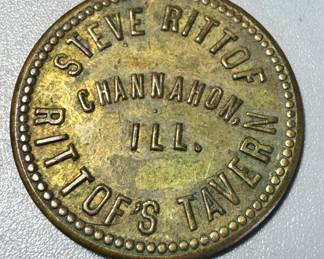 STEVE RITTOF
CHANNAHON,
ILL.
RITTOF'S TAVERN